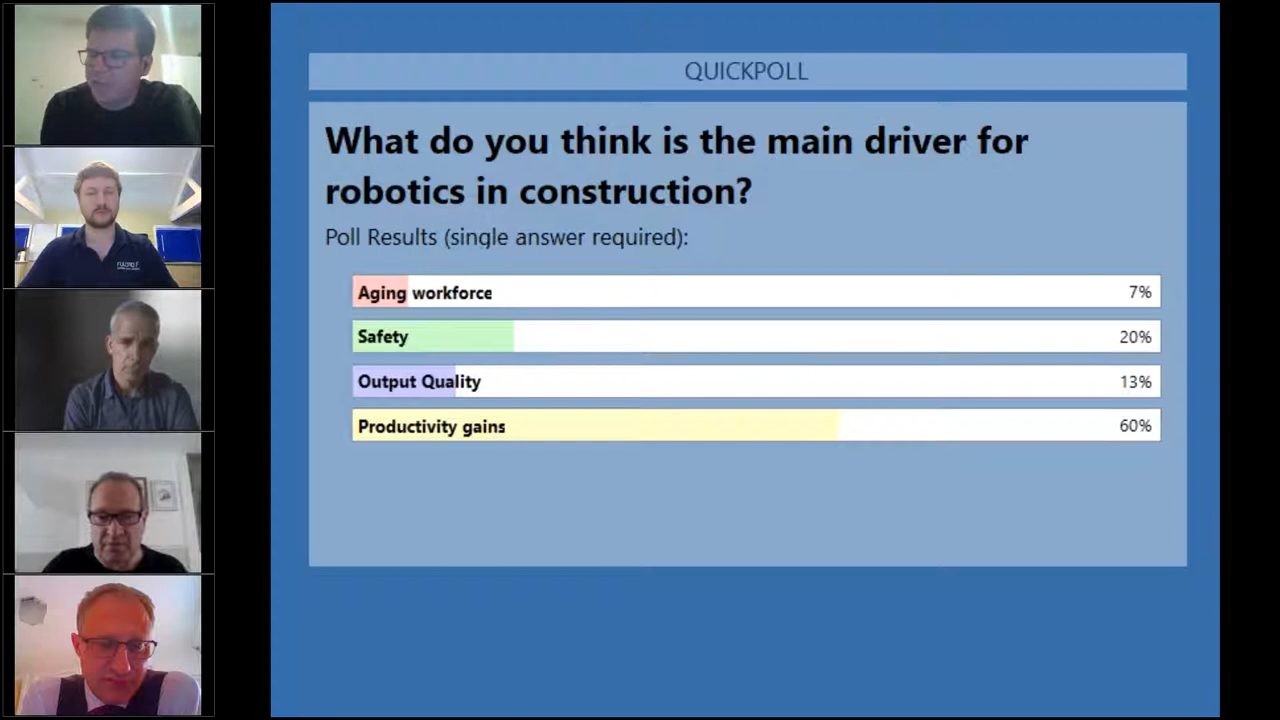 QUICKPOLL
What do you think is the main driver for
robotics in construction?
Poll Results (single answer required):
Aging workforce 7%
Safety 20%
Output Quality 13%
Productivity gains 60%